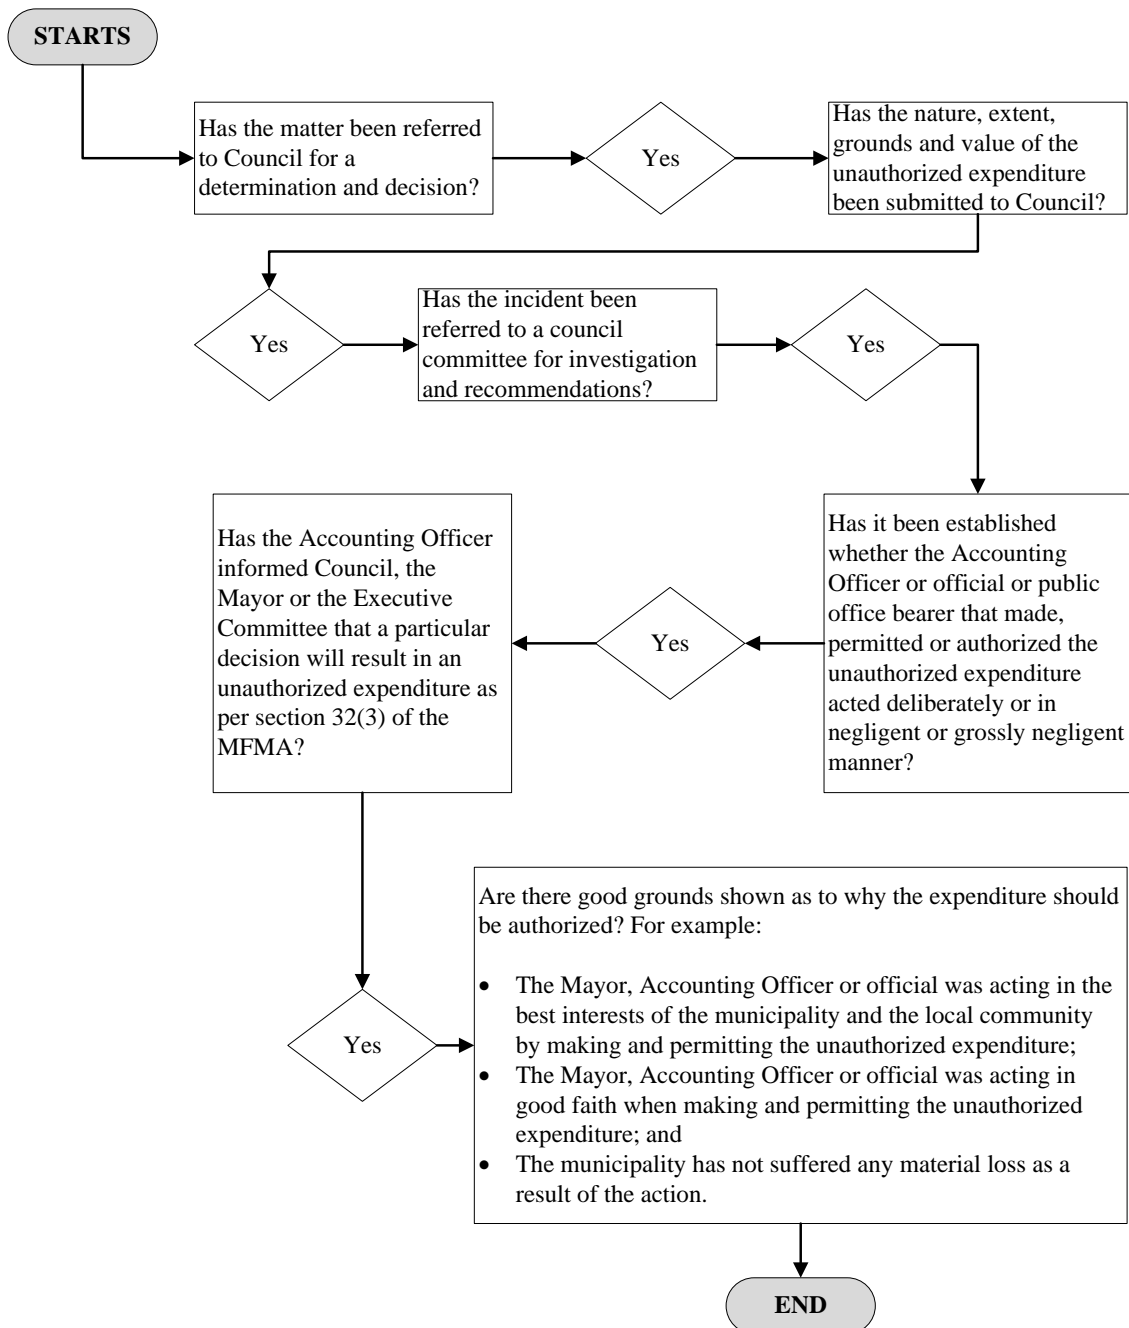 STARTS
Has the matter been referred
to Council for a
determination and decision?
Yes
Has the nature, extent,
grounds and value of the
unauthorized expenditure
been submitted to Council?
Yes
Has the incident been
referred to a council
committee for investigation
and recommendations?
Yes
Has it been established
whether the Accounting
Officer or official or public
office bearer that made,
permitted or authorized the
unauthorized expenditure
acted deliberately or in
negligent or grossly negligent
manner?
Yes
Has the Accounting Officer
informed Council, the
Mayor or the Executive
Committee that a particular
decision will result in an
unauthorized expenditure as
per section 32(3) of the
MFMA?
Yes
Are there good grounds shown as to why the expenditure should
be authorized? For example:
• The Mayor, Accounting Officer or official was acting in the
best interests of the municipality and the local community
by making and permitting the unauthorized expenditure;
• The Mayor, Accounting Officer or official was acting in
good faith when making and permitting the unauthorized
expenditure; and
• The municipality has not suffered any material loss as a
result of the action.
END